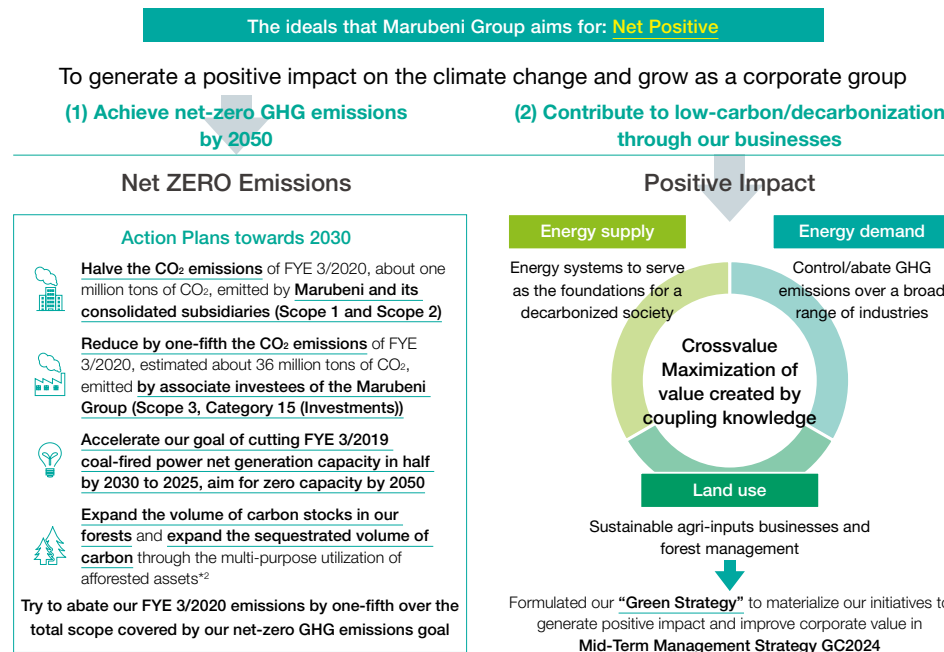 The ideals that Marubeni Group aims for: Net Positive
To generate a positive impact on the climate change and grow as a corporate group
(1) Achieve net-zero GHG emissions
by 2050
Net ZERO Emissions
Action Plans towards 2030
Halve the CO₂ emissions of FYE 3/2020, about one
million tons of CO₂, emitted by Marubeni and its
consolidated subsidiaries (Scope 1 and Scope 2)
Reduce by one-fifth the CO₂ emissions of FYE
3/2020, estimated about 36 million tons of CO₂,
emitted by associate investees of the Marubeni
Group (Scope 3, Category 15 (Investments))
Accelerate our goal of cutting FYE 3/2019
coal-fired power net generation capacity in half
by 2030 to 2025, aim for zero capacity by 2050
Expand the volume of carbon stocks in our
forests and expand the sequestrated volume of
carbon through the multi-purpose utilization of
afforested assets*²
Try to abate our FYE 3/2020 emissions by one-fifth over the
total scope covered by our net-zero GHG emissions goal
(2) Contribute to low-carbon/decarbonization
through our businesses
Positive Impact
Energy supply
Energy systems to serve
as the foundations for a
decarbonized society
Energy demand
Control/abate GHG
emissions over a broad
range of industries
Crossvalue
Maximization of
value created by
coupling knowledge
Land use
Sustainable agri-inputs businesses and
forest management
Formulated our "Green Strategy" to materialize our initiatives to
generate positive impact and improve corporate value in
Mid-Term Management Strategy GC2024